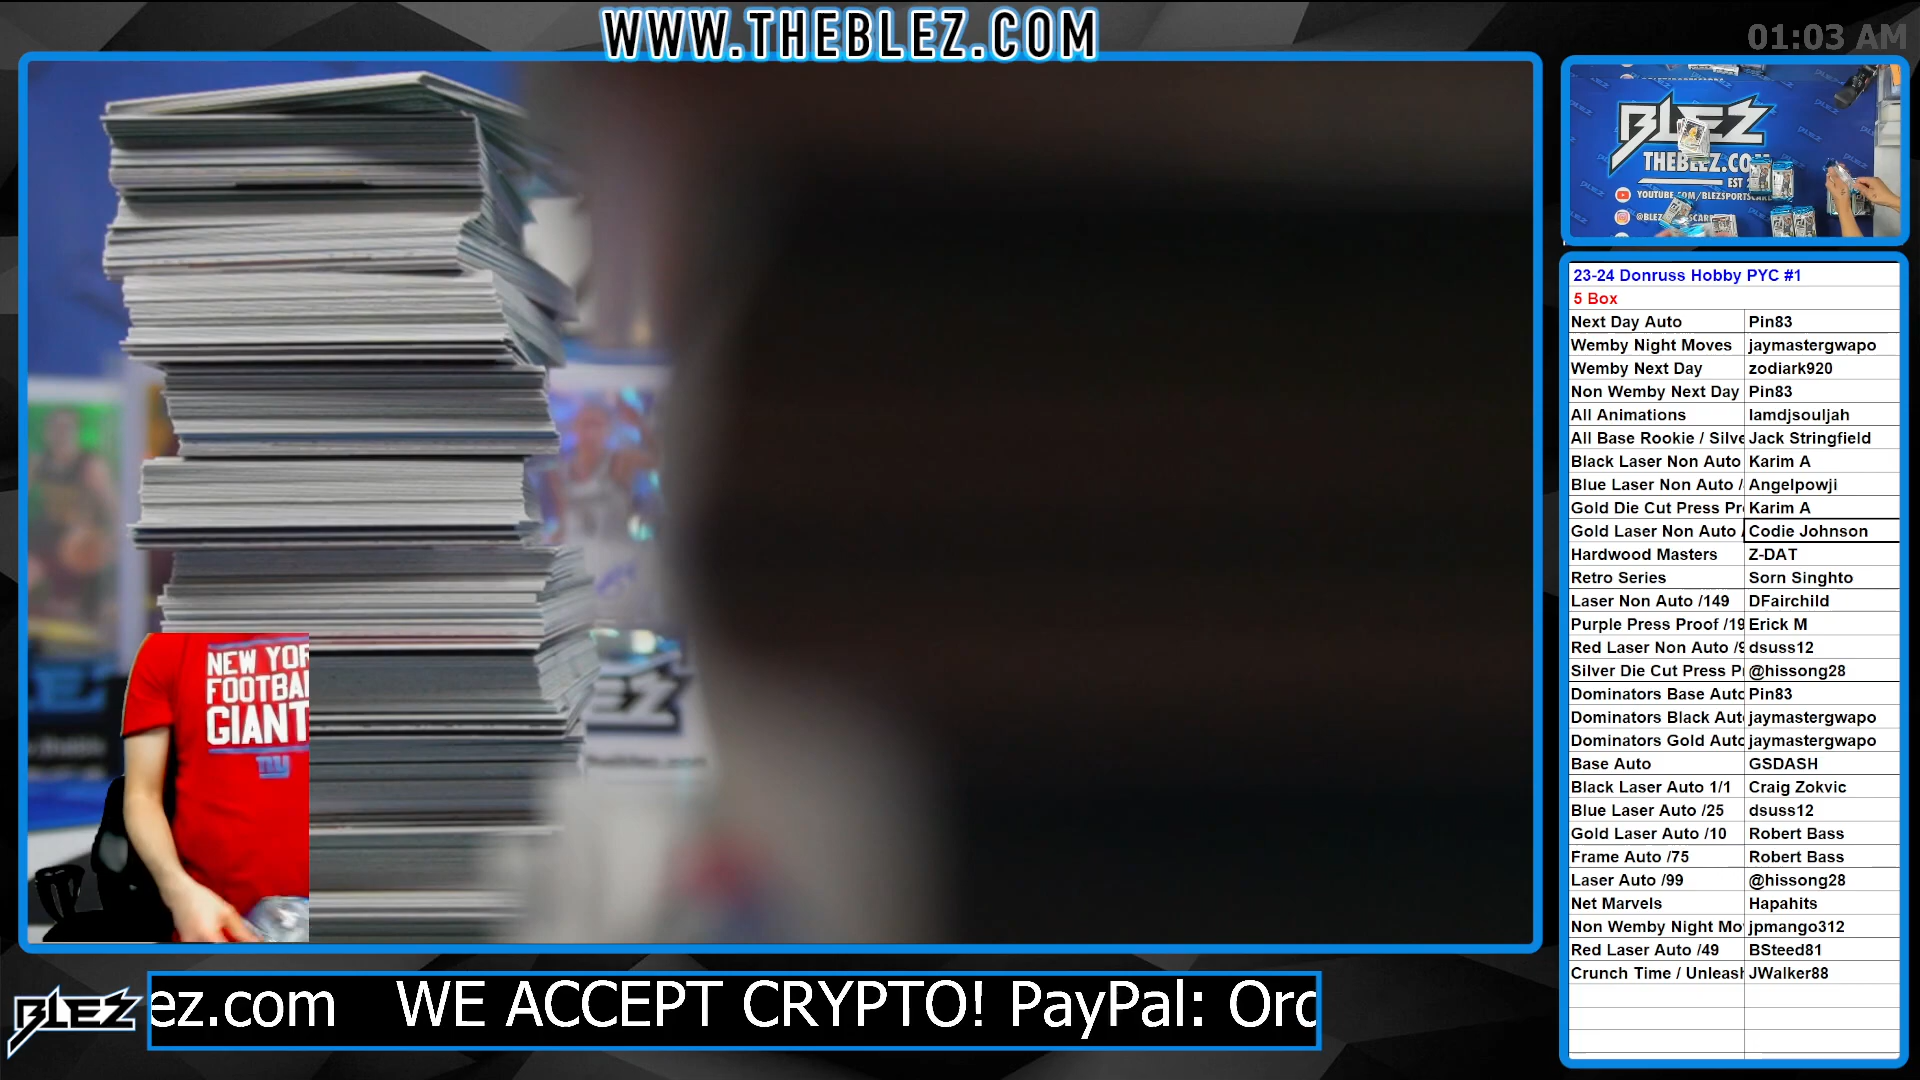 WWW.THEBLEZ.COM
01:03 AM
BLEZ
THEBLEZ.CO
EST 2
YOUTUBE.COM/BLEZSPORTSCAR
@BLEZ SCAR
23-24 Donruss Hobby PYC #1
5 Box
Next Day Auto Pin83
Wemby Night Moves jaymastergwapo
Wemby Next Day zodiark920
Non Wemby Next Day Pin83
All Animations Iamdjsouljah
All Base Rookie / Silve Jack Stringfield
Black Laser Non Auto Karim A
Blue Laser Non Auto / Angelpowji
Gold Die Cut Press Pr Karim A
Gold Laser Non Auto / Codie Johnson
Hardwood Masters Z-DAT
Retro Series Sorn Singhto
Laser Non Auto /149 DFairchild
Purple Press Proof /19 Erick M
Red Laser Non Auto /9 dsuss12
Silver Die Cut Press P @hissong28
Dominators Base Auto Pin83
Dominators Black Aut jaymastergwapo
Dominators Gold Auto jaymastergwapo
Base Auto GSDASH
Black Laser Auto 1/1 Craig Zokvic
Blue Laser Auto /25 dsuss12
Gold Laser Auto /10 Robert Bass
Frame Auto /75 Robert Bass
Laser Auto /99 @hissong28
Net Marvels Hapahits
Non Wemby Night Mo jpmango312
Red Laser Auto /49 BSteed81
Crunch Time / Unleash JWalker88
NEW YOR
FOOTBA
GIANT
NY
BLEZ
ez.com WE ACCEPT CRYPTO! PayPal: Orc